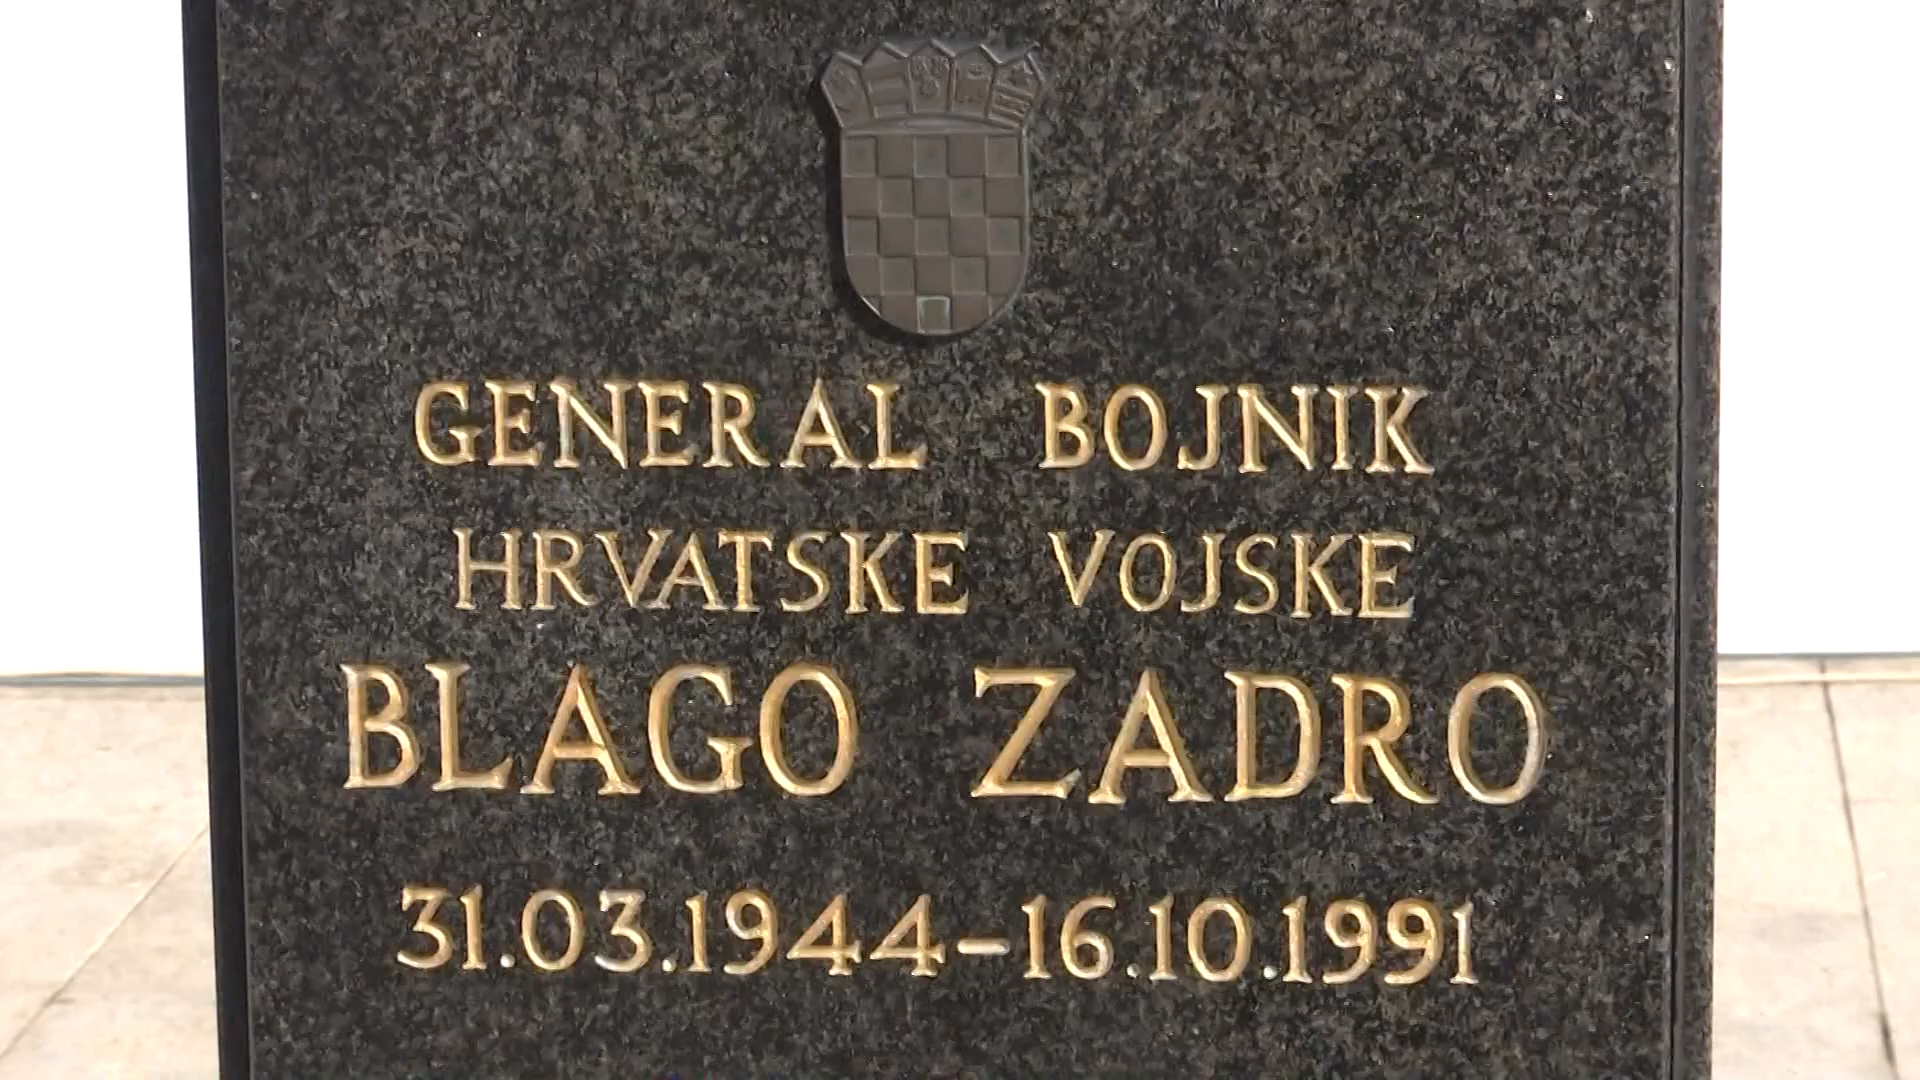 GENERAL BOJNIK
HRVATSKE VOJSKE
BLAGO ZADRO
31.03.1944-16.10.1991